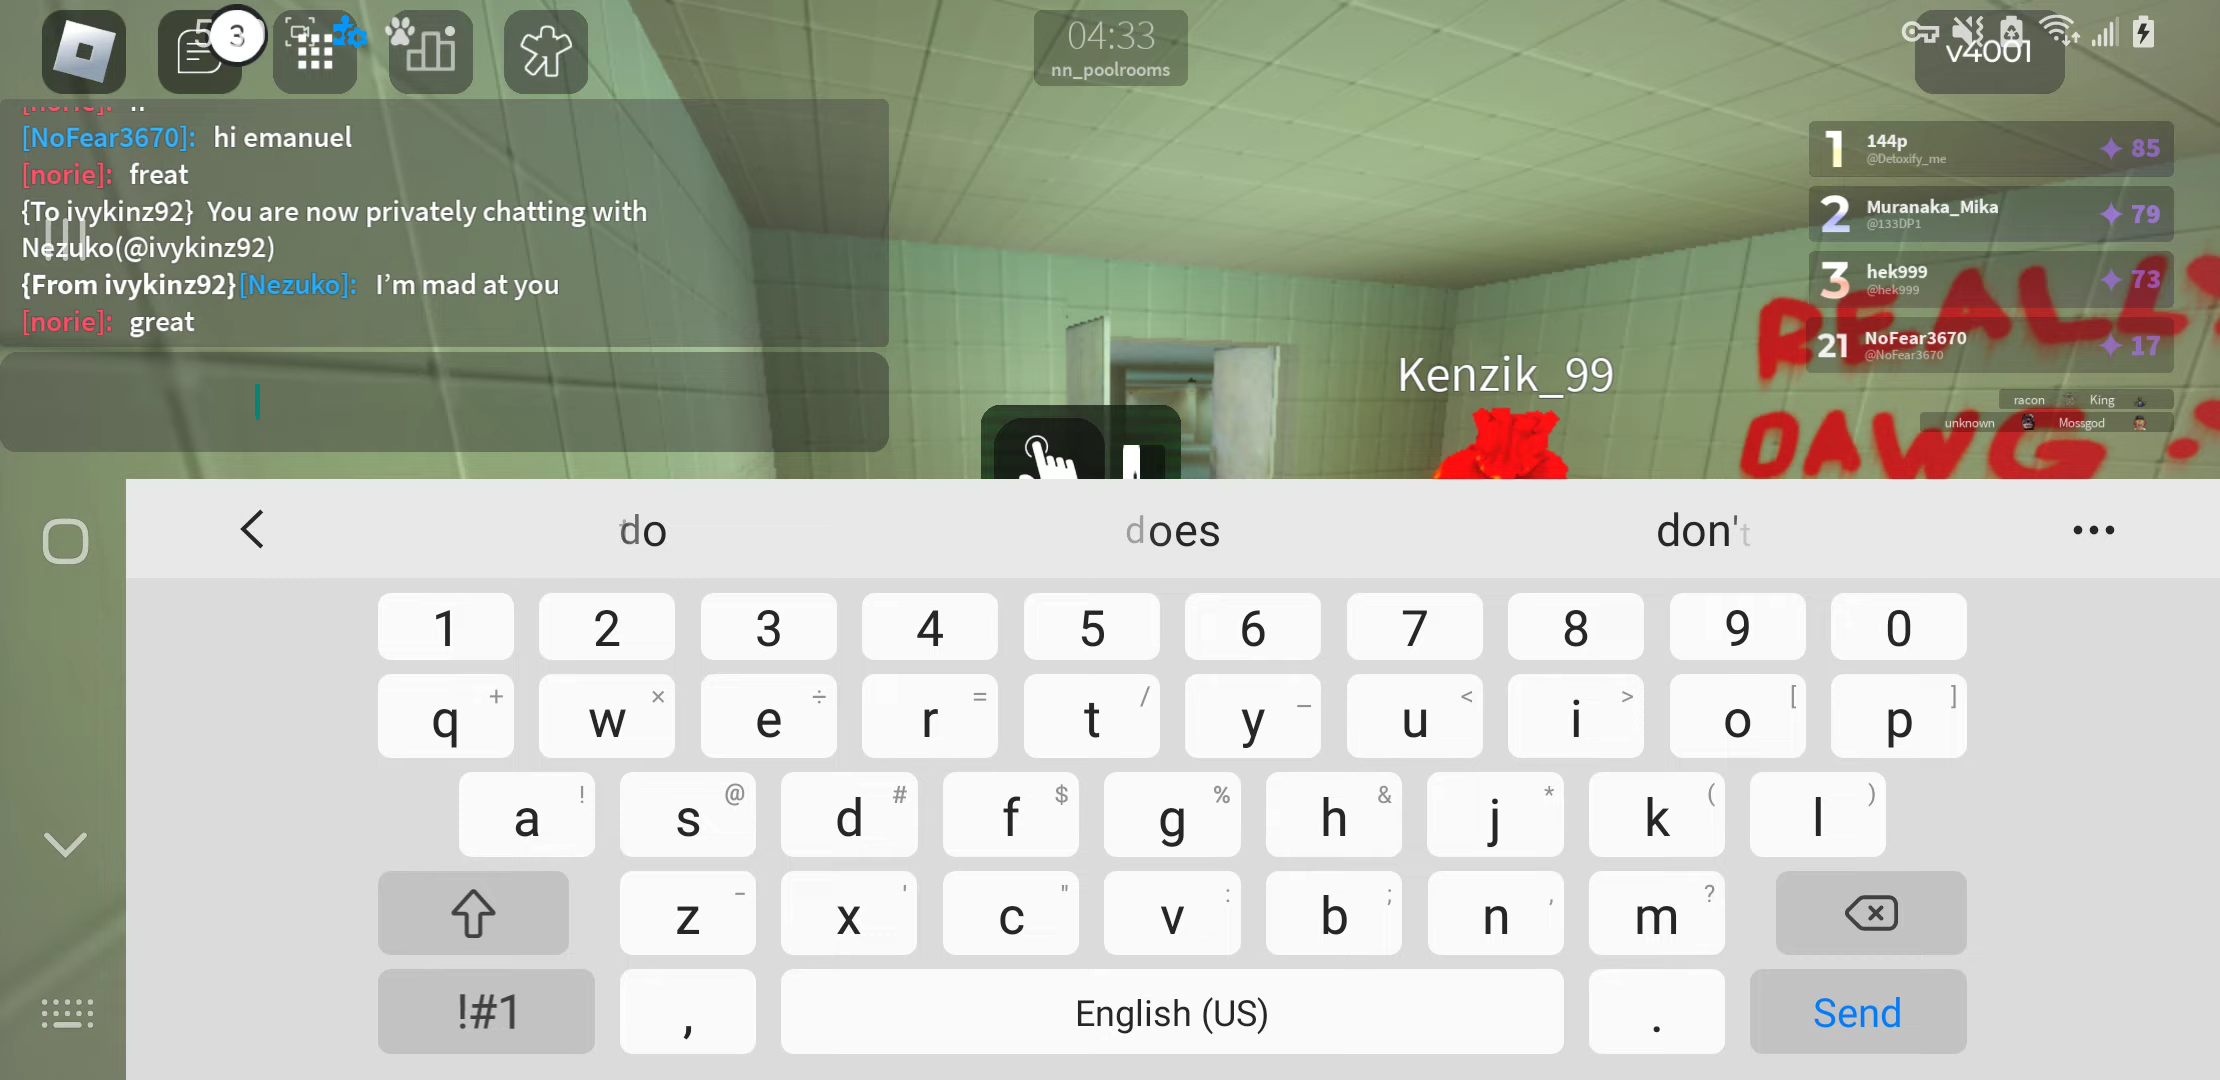 3
04:33
nn_poolrooms
v4001
[norie]:
[NoFear3670]: hi emanuel
[norie]: freat
{To ivykinz92} You are now privately chatting with
Nezuko(@ivykinz92)
{From ivykinz92}[Nezuko]: I’m mad at you
[norie]: great
1 144p 85
@Detoxify_me
2 Muranaka_Mika 79
@133DP1
3 hek999 73
@hek999
21 NoFear3670 17
@NoFear3670
racon King
unknown Mossgod
REALLY
DAWG
Kenzik_99
do does don't •••
1 2 3 4 5 6 7 8 9 0
q + w × e ÷ r = t / y _ u < i > o [ p ]
a ! s @ d # f $ g % h & j * k ( l )
z - x ' c " v : b ; n , m ?
!#1 , English (US) . Send